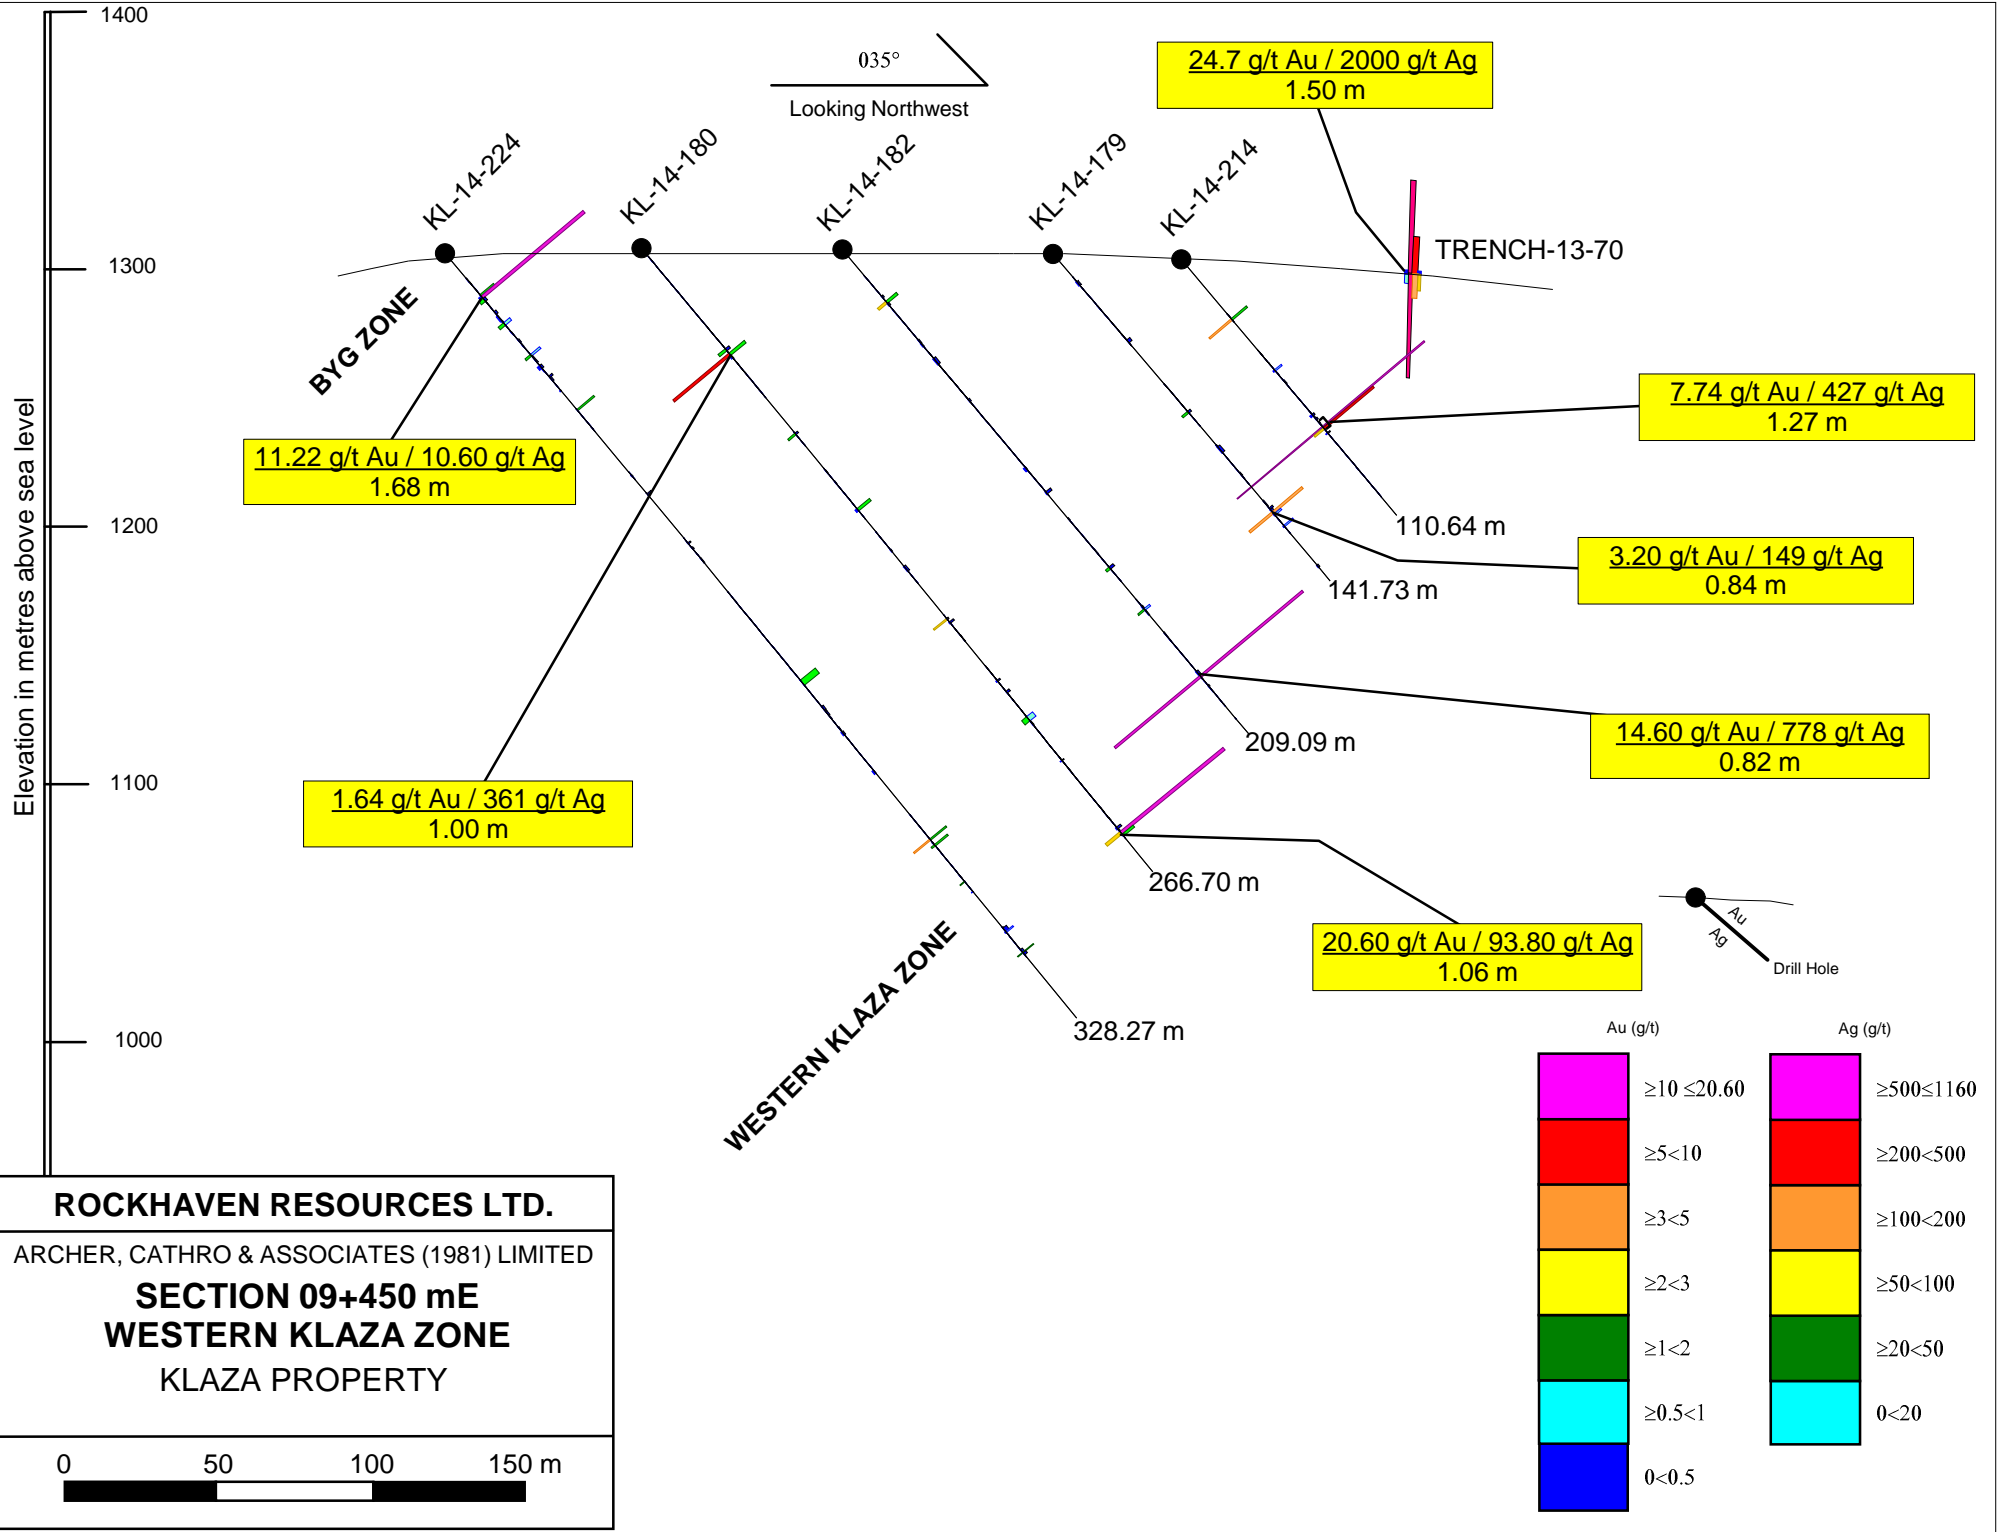 1400
035°
Looking Northwest
24.7 g/t Au / 2000 g/t Ag
1.50 m
KL-14-224
KL-14-180
KL-14-182
KL-14-179
KL-14-214
TRENCH-13-70
1300
BYG ZONE
7.74 g/t Au / 427 g/t Ag
1.27 m
11.22 g/t Au / 10.60 g/t Ag
1.68 m
Elevation in metres above sea level
1200
110.64 m
3.20 g/t Au / 149 g/t Ag
0.84 m
141.73 m
14.60 g/t Au / 778 g/t Ag
0.82 m
209.09 m
1100
1.64 g/t Au / 361 g/t Ag
1.00 m
266.70 m
20.60 g/t Au / 93.80 g/t Ag
1.06 m
Au
Ag
Drill Hole
WESTERN KLAZA ZONE
328.27 m
1000
Au (g/t)
≥10 ≤20.60
≥5<10
≥3<5
≥2<3
≥1<2
≥0.5<1
0<0.5
Ag (g/t)
≥500≤1160
≥200<500
≥100<200
≥50<100
≥20<50
0<20
ROCKHAVEN RESOURCES LTD.
ARCHER, CATHRO & ASSOCIATES (1981) LIMITED
SECTION 09+450 mE
WESTERN KLAZA ZONE
KLAZA PROPERTY
0 50 100 150 m